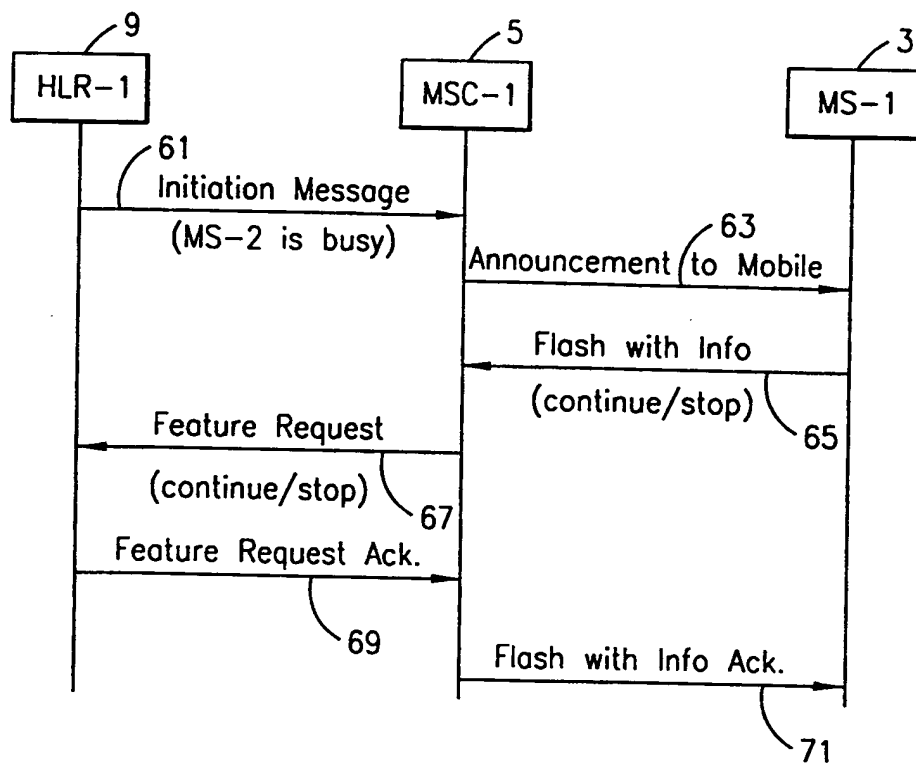 9
5
3
HLR-1
MSC-1
MS-1
61
Initiation Message
(MS-2 is busy)
63
Announcement to Mobile
Flash with Info
(continue/stop)
65
Feature Request
(continue/stop)
67
Feature Request Ack.
69
Flash with Info Ack.
71